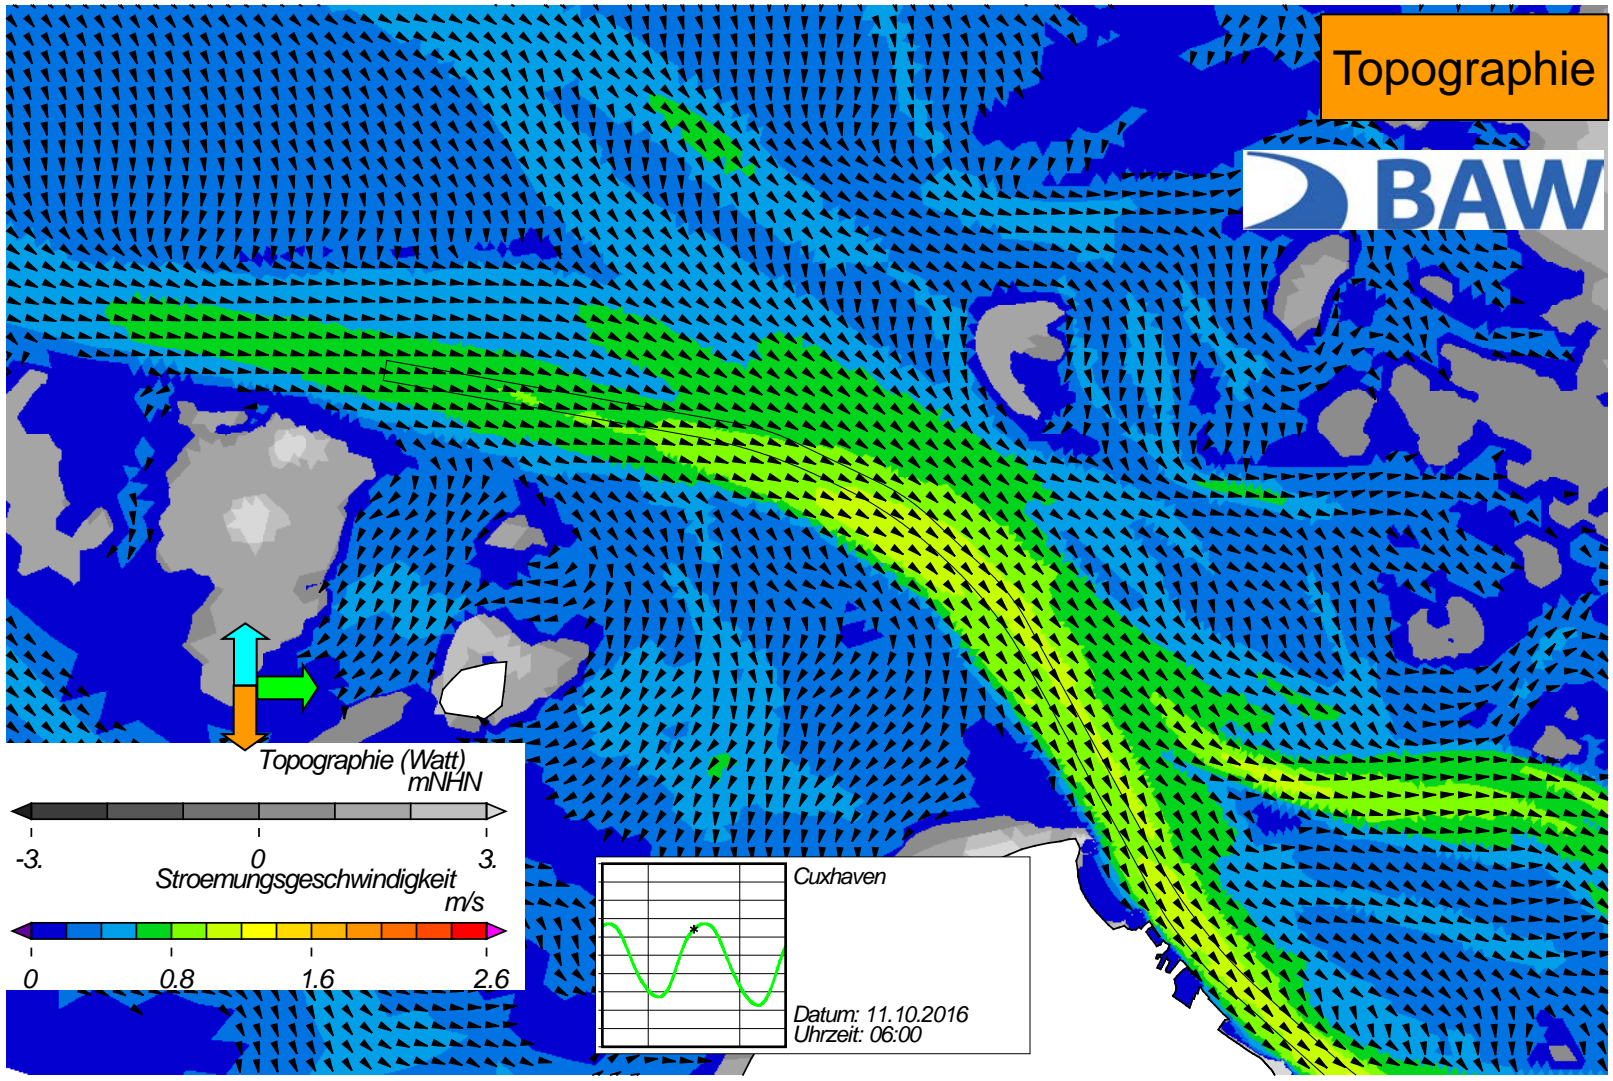 Topographie
BAW
Topographie (Watt)
mNHN
-3. 0 3.
Stroemungsgeschwindigkeit
m/s
0 0.8 1.6 2.6
Cuxhaven
Datum: 11.10.2016
Uhrzeit: 06:00